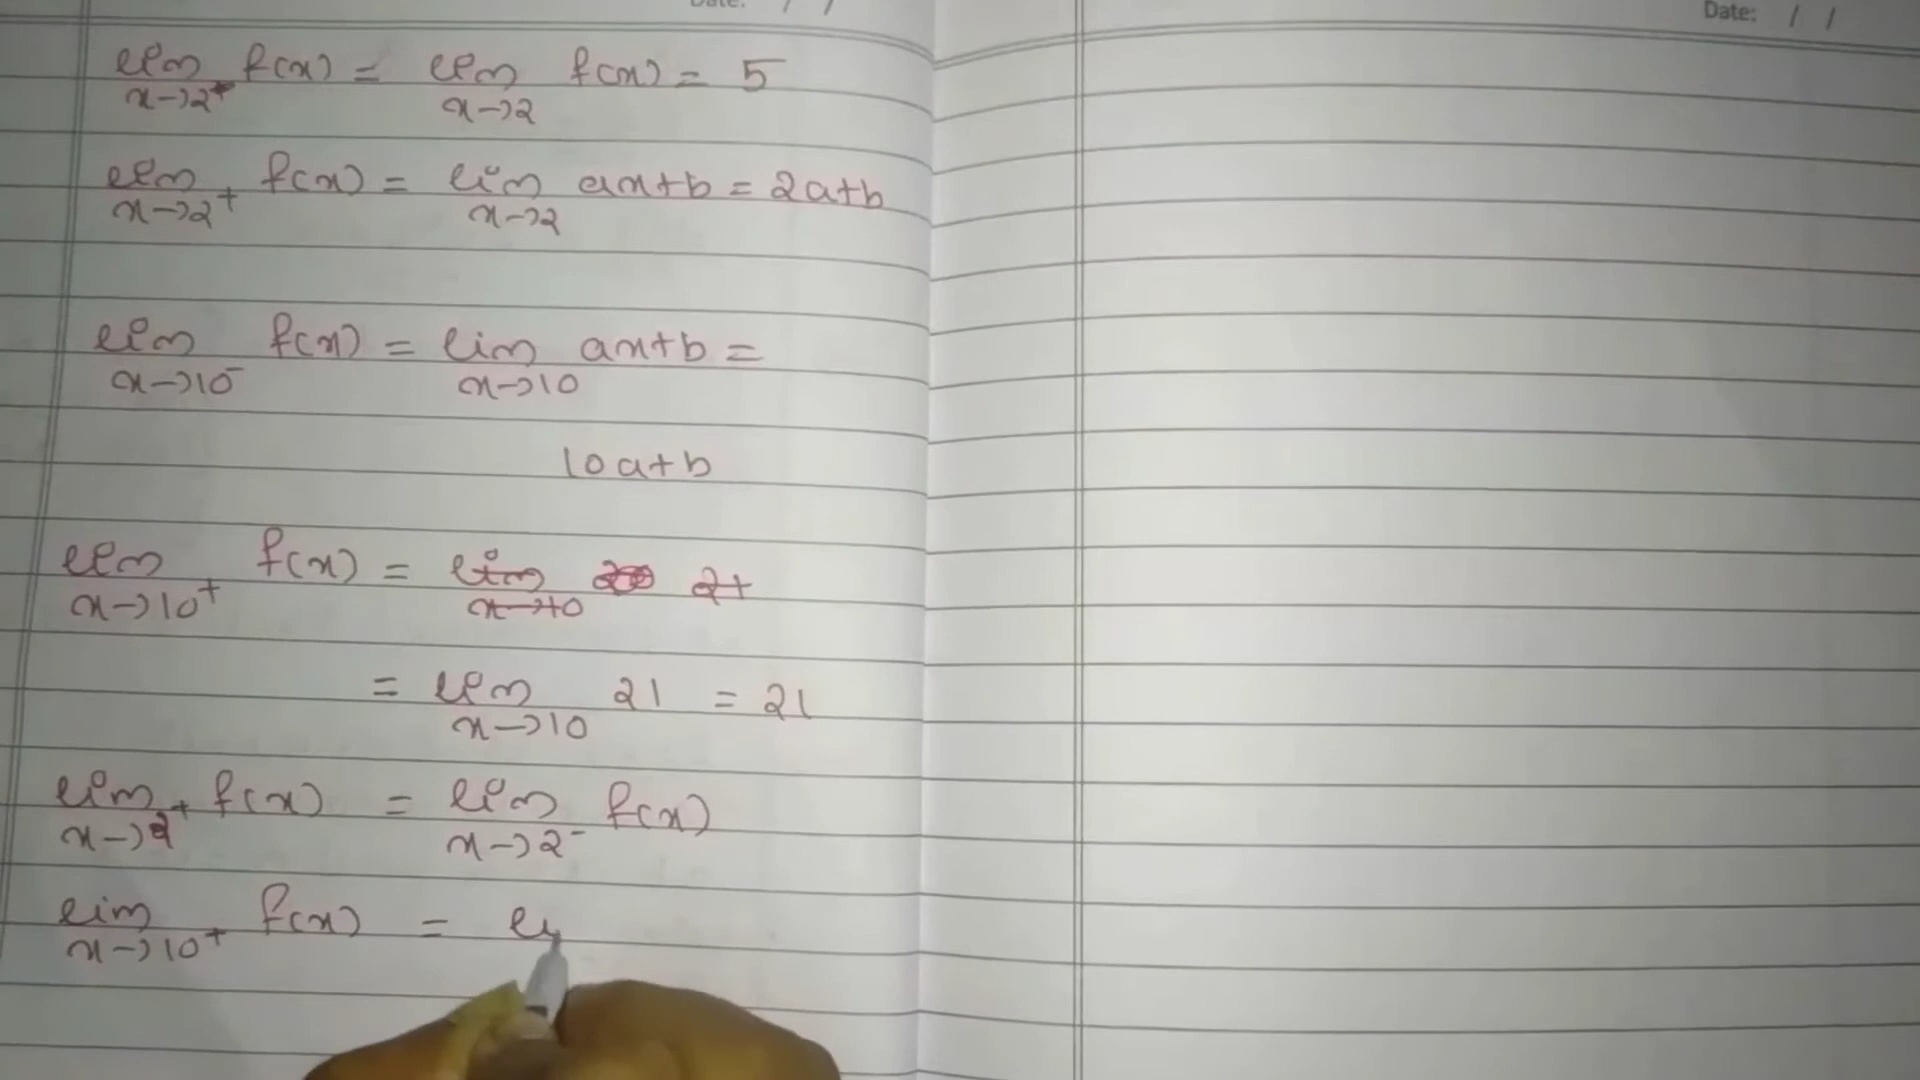 Date: / /
Date: / /
lim f(x) = lim f(x) = 5
x→2⁺ x→2
lim f(x) = lim ax+b = 2a+b
x→2⁺ x→2
lim f(x) = lim ax+b =
x→10⁻ x→10
10a+b
lim f(x) = lim 21
x→10⁺ x→10
= lim 21 = 21
x→10
lim f(x) = lim f(x)
x→2⁺ x→2⁻
lim f(x) =
x→10⁺